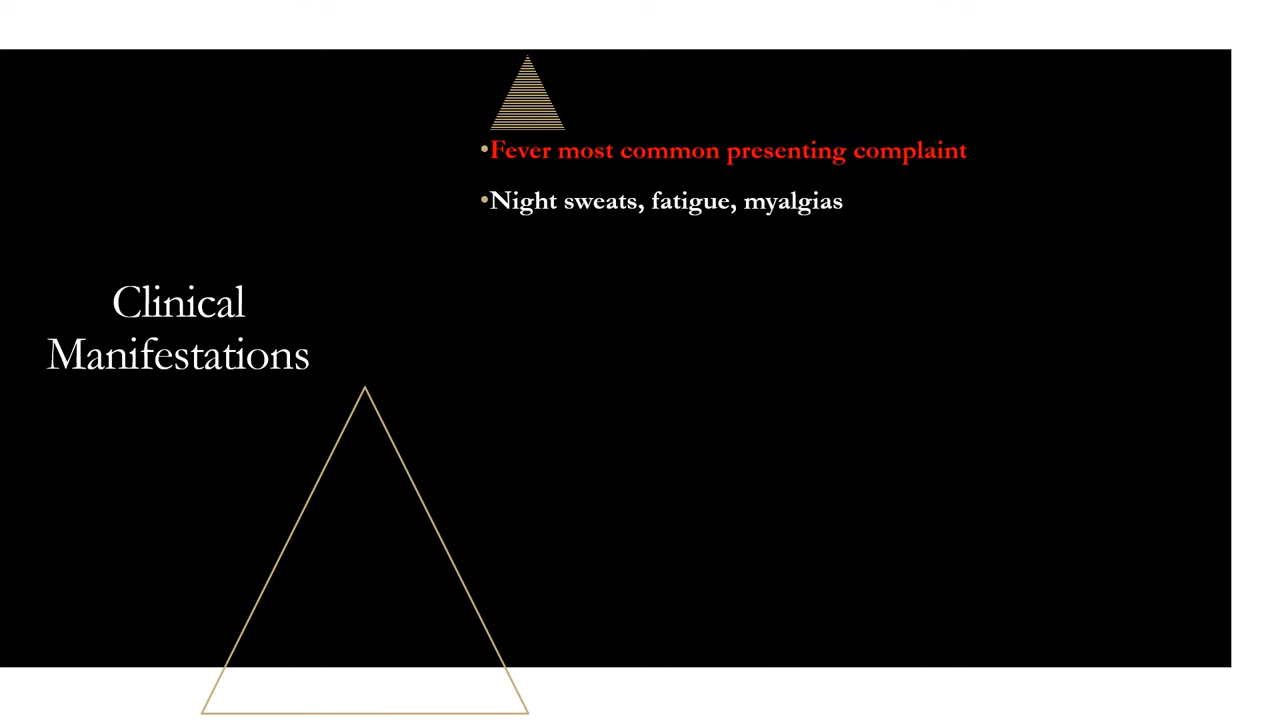 Clinical
Manifestations
•Fever most common presenting complaint
•Night sweats, fatigue, myalgias